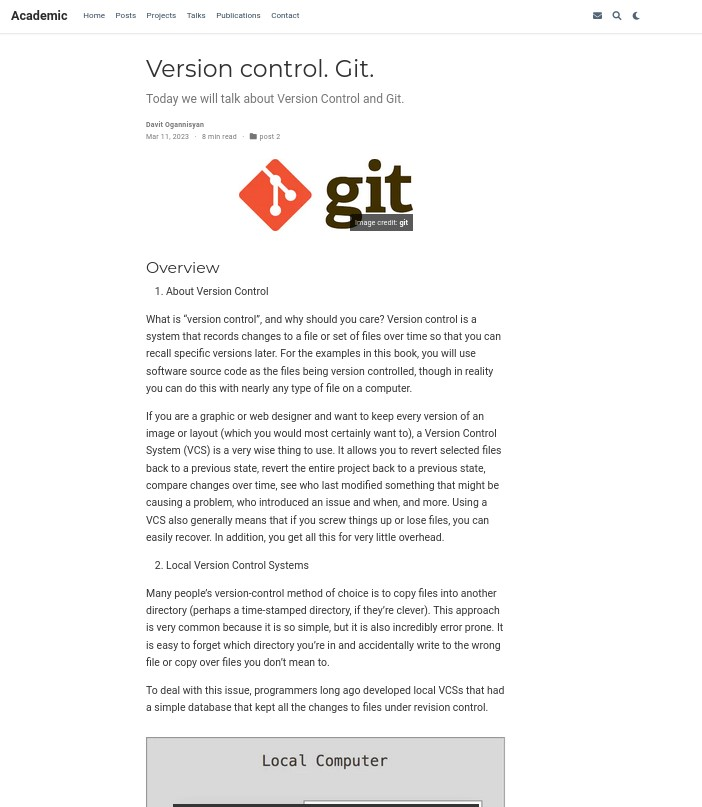 Academic Home Posts Projects Talks Publications Contact
Version control. Git.
Today we will talk about Version Control and Git.
Davit Ogannisyan
Mar 11, 2023 · 8 min read · post 2
git
Image credit: git
Overview
1. About Version Control
What is “version control”, and why should you care? Version control is a
system that records changes to a file or set of files over time so that you can
recall specific versions later. For the examples in this book, you will use
software source code as the files being version controlled, though in reality
you can do this with nearly any type of file on a computer.
If you are a graphic or web designer and want to keep every version of an
image or layout (which you would most certainly want to), a Version Control
System (VCS) is a very wise thing to use. It allows you to revert selected files
back to a previous state, revert the entire project back to a previous state,
compare changes over time, see who last modified something that might be
causing a problem, who introduced an issue and when, and more. Using a
VCS also generally means that if you screw things up or lose files, you can
easily recover. In addition, you get all this for very little overhead.
2. Local Version Control Systems
Many people’s version-control method of choice is to copy files into another
directory (perhaps a time-stamped directory, if they’re clever). This approach
is very common because it is so simple, but it is also incredibly error prone. It
is easy to forget which directory you’re in and accidentally write to the wrong
file or copy over files you don’t mean to.
To deal with this issue, programmers long ago developed local VCSs that had
a simple database that kept all the changes to files under revision control.
Local Computer